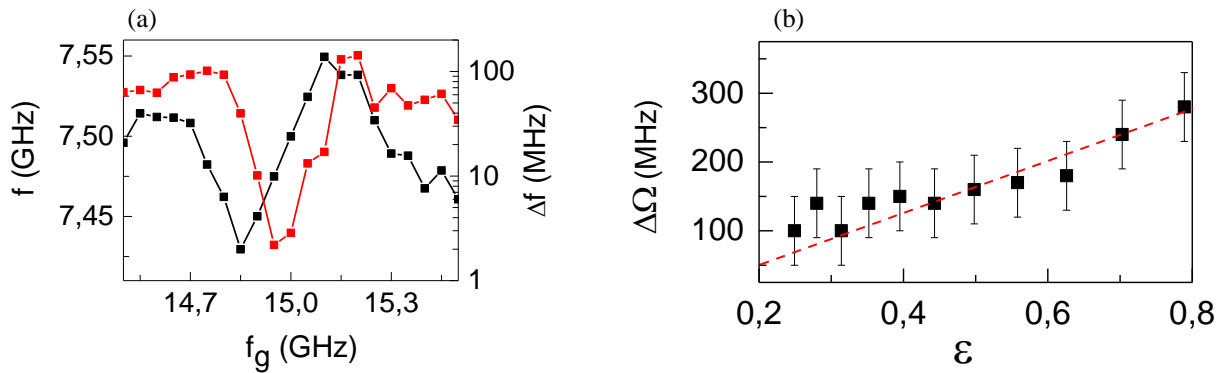 (a)
7,55
7,50
7,45
f (GHz)
100
10
1
Δf (MHz)
14,7 15,0 15,3
f_g (GHz)
(b)
300
200
100
ΔΩ (MHz)
0,2 0,4 0,6 0,8
ε